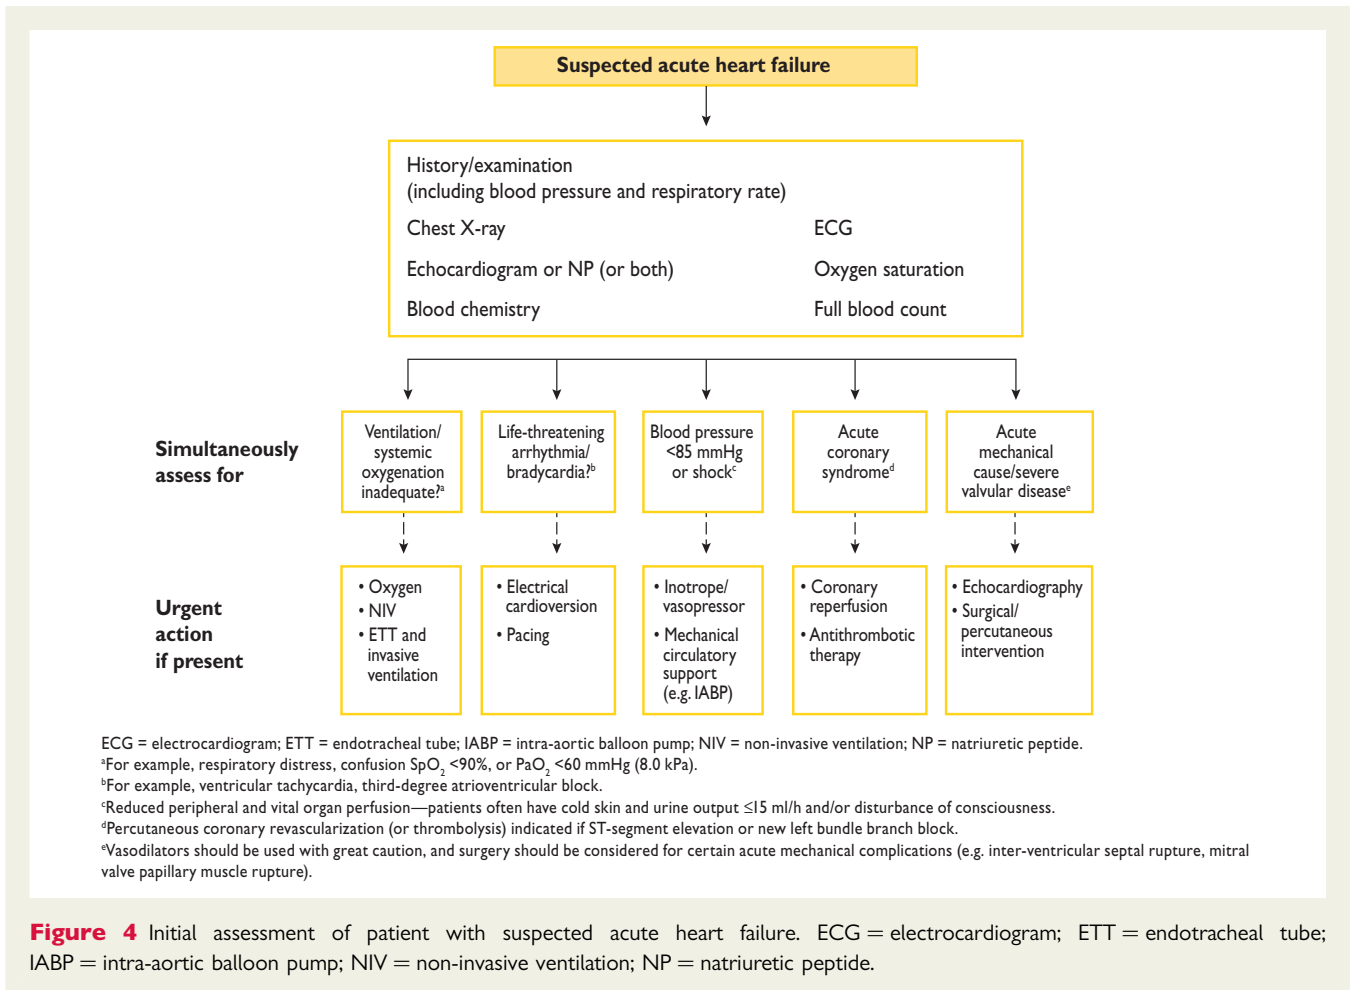 Suspected acute heart failure
History/examination
(including blood pressure and respiratory rate)
Chest X-ray
ECG
Echocardiogram or NP (or both)
Oxygen saturation
Blood chemistry
Full blood count
Simultaneously
assess for
Ventilation/
systemic
oxygenation
inadequate?a
Life-threatening
arrhythmia/
bradycardia?b
Blood pressure
<85 mmHg
or shockc
Acute
coronary
syndromed
Acute
mechanical
cause/severe
valvular diseasee
Urgent
action
if present
• Oxygen
• NIV
• ETT and
invasive
ventilation
• Electrical
cardioversion
• Pacing
• Inotrope/
vasopressor
• Mechanical
circulatory
support
(e.g. IABP)
• Coronary
reperfusion
• Antithrombotic
therapy
• Echocardiography
• Surgical/
percutaneous
intervention
ECG = electrocardiogram; ETT = endotracheal tube; IABP = intra-aortic balloon pump; NIV = non-invasive ventilation; NP = natriuretic peptide.
aFor example, respiratory distress, confusion SpO2 <90%, or PaO2 <60 mmHg (8.0 kPa).
bFor example, ventricular tachycardia, third-degree atrioventricular block.
cReduced peripheral and vital organ perfusion—patients often have cold skin and urine output ≤15 ml/h and/or disturbance of consciousness.
dPercutaneous coronary revascularization (or thrombolysis) indicated if ST-segment elevation or new left bundle branch block.
eVasodilators should be used with great caution, and surgery should be considered for certain acute mechanical complications (e.g. inter-ventricular septal rupture, mitral
valve papillary muscle rupture).
Figure 4 Initial assessment of patient with suspected acute heart failure. ECG = electrocardiogram; ETT = endotracheal tube;
IABP = intra-aortic balloon pump; NIV = non-invasive ventilation; NP = natriuretic peptide.